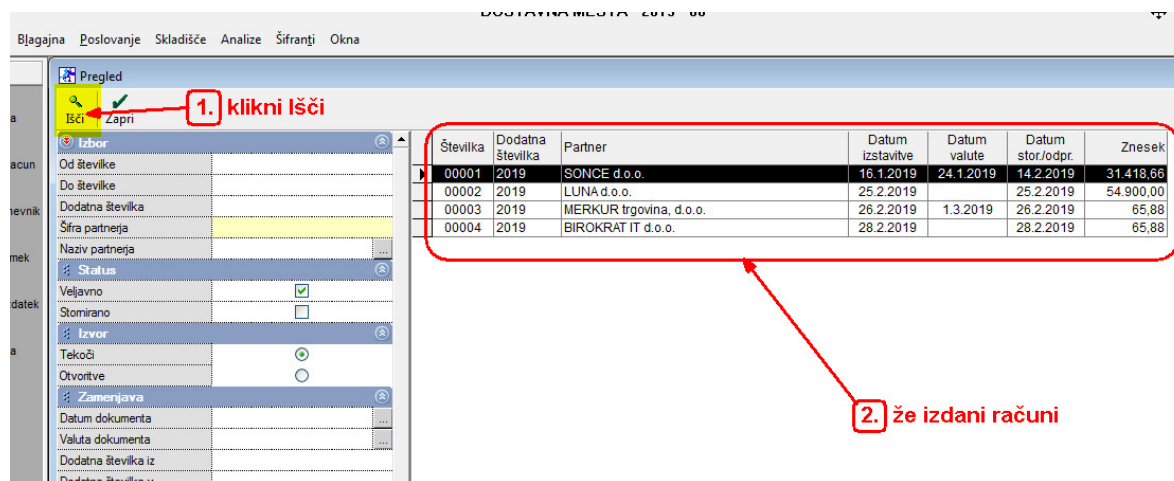 DOSTAVNA MESTA
Blagajna Poslovanje Skladišče Analize Šifranti Okna
Pregled
Išči Zapri
1. klikni Išči
Izbor
Od številke
Do številke
Dodatna številka
Šifra partnerja
Naziv partnerja ...
Status
Veljavno
Stornirano
Izvor
Tekoči
Otvoritve
Zamenjava
Datum dokumenta ...
Valuta dokumenta ...
Dodatna številka iz
Številka Dodatna številka Partner Datum izstavitve Datum valute Datum stor./odpr. Znesek
00001 2019 SONCE d.o.o. 16.1.2019 24.1.2019 14.2.2019 31.418,66
00002 2019 LUNA d.o.o. 25.2.2019 25.2.2019 54.900,00
00003 2019 MERKUR trgovina, d.o.o. 26.2.2019 1.3.2019 26.2.2019 65,88
00004 2019 BIROKRAT IT d.o.o. 28.2.2019 28.2.2019 65,88
2. že izdani računi